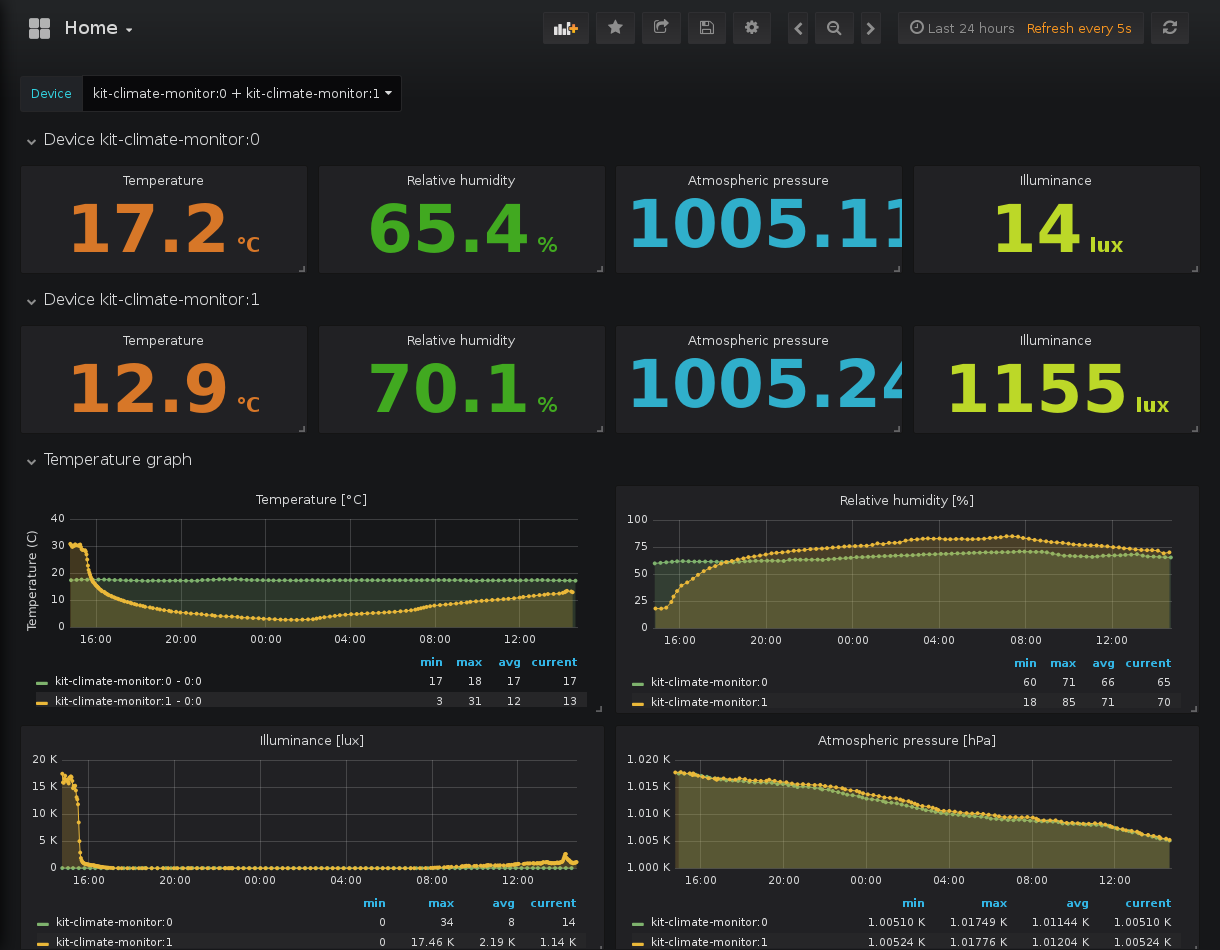 Home
Last 24 hours Refresh every 5s
Device kit-climate-monitor:0 + kit-climate-monitor:1
Device kit-climate-monitor:0
Temperature Relative humidity Atmospheric pressure Illuminance
17.2 °C 65.4 % 1005.11 14 lux
Device kit-climate-monitor:1
Temperature Relative humidity Atmospheric pressure Illuminance
12.9 °C 70.1 % 1005.24 1155 lux
Temperature graph
Temperature [°C]
Temperature (C)
40
30
20
10
0
16:00 20:00 00:00 04:00 08:00 12:00
min max avg current
kit-climate-monitor:0 - 0:0 17 18 17 17
kit-climate-monitor:1 - 0:0 3 31 12 13
Relative humidity [%]
100
75
50
25
0
16:00 20:00 00:00 04:00 08:00 12:00
min max avg current
kit-climate-monitor:0 60 71 66 65
kit-climate-monitor:1 18 85 71 70
Illuminance [lux]
20 K
15 K
10 K
5 K
0
16:00 20:00 00:00 04:00 08:00 12:00
min max avg current
kit-climate-monitor:0 0 34 8 14
kit-climate-monitor:1 0 17.46 K 2.19 K 1.14 K
Atmospheric pressure [hPa]
1.020 K
1.015 K
1.010 K
1.005 K
1.000 K
16:00 20:00 00:00 04:00 08:00 12:00
min max avg current
kit-climate-monitor:0 1.00510 K 1.01749 K 1.01144 K 1.00510 K
kit-climate-monitor:1 1.00524 K 1.01776 K 1.01204 K 1.00524 K